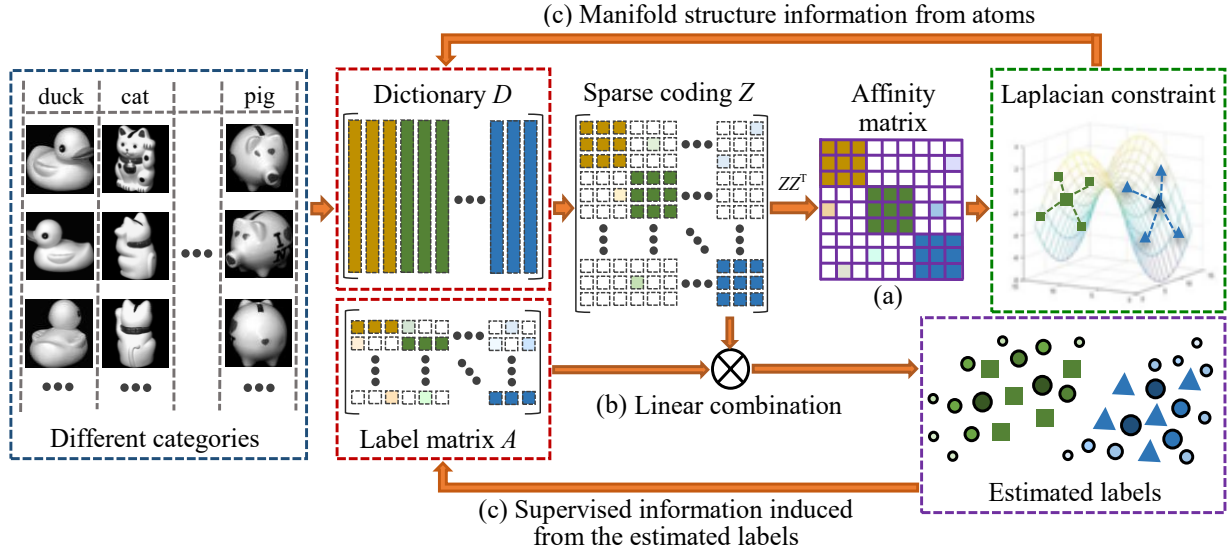 (c) Manifold structure information from atoms
duck cat pig
Different categories
Dictionary D
Label matrix A
Sparse coding Z
ZZᵀ
Affinity
matrix
(a)
Laplacian constraint
(b) Linear combination
Estimated labels
(c) Supervised information induced
from the estimated labels